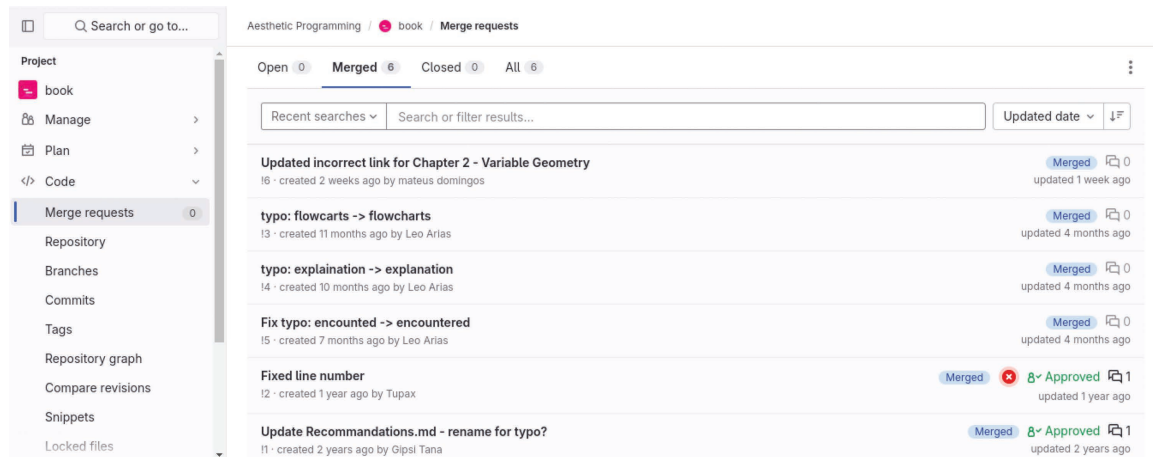 Search or go to...
Aesthetic Programming / book / Merge requests
Project
book
Manage
Plan
Code
Merge requests 0
Repository
Branches
Commits
Tags
Repository graph
Compare revisions
Snippets
Locked files
Open 0 Merged 6 Closed 0 All 6
Recent searches Search or filter results... Updated date
Updated incorrect link for Chapter 2 - Variable Geometry Merged 0
!6 · created 2 weeks ago by mateus domingos updated 1 week ago
typo: flowcarts -> flowcharts Merged 0
!3 · created 11 months ago by Leo Arias updated 4 months ago
typo: explaination -> explanation Merged 0
!4 · created 10 months ago by Leo Arias updated 4 months ago
Fix typo: encounted -> encountered Merged 0
!5 · created 7 months ago by Leo Arias updated 4 months ago
Fixed line number Merged Approved 1
!2 · created 1 year ago by Tupax updated 1 year ago
Update Recommandations.md - rename for typo? Merged Approved 1
!1 · created 2 years ago by Gipsi Tana updated 2 years ago